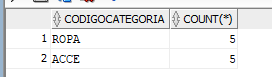 CODIGOCATEGORIA COUNT(*)
1 ROPA 5
2 ACCE 5